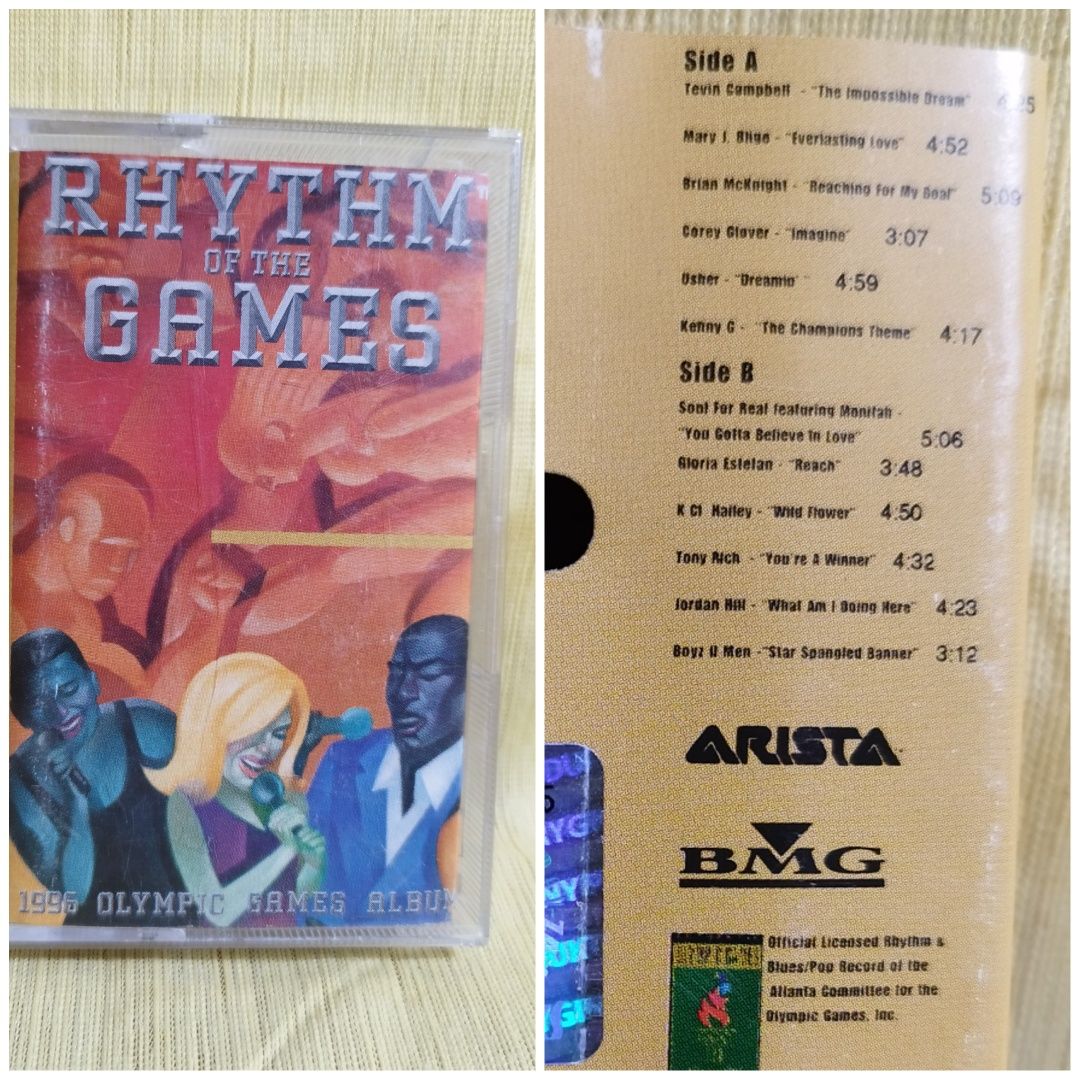 RHYTHM
OF THE
GAMES
1996 OLYMPIC GAMES ALBUM
Side A
Tevin Campbell - "The Impossible Dream" 4:25
Mary J. Blige - "Everlasting Love" 4:52
Brian McKnight - "Reaching For My Goal" 5:09
Corey Glover - "Imagine" 3:07
Usher - "Dreamin'" 4:59
Kenny G - "The Champions Theme" 4:17
Side B
Soul For Real featuring Monifah -
"You Gotta Believe In Love" 5:06
Gloria Estefan - "Reach" 3:48
K Ci Hailey - "Wild Flower" 4:50
Tony Rich - "You're A Winner" 4:32
Jordan Hill - "What Am I Doing Here" 4:23
Boyz II Men - "Star Spangled Banner" 3:12
ARISTA
BMG
Official Licensed Rhythm &
Blues/Pop Record of the
Atlanta Committee for the
Olympic Games, Inc.